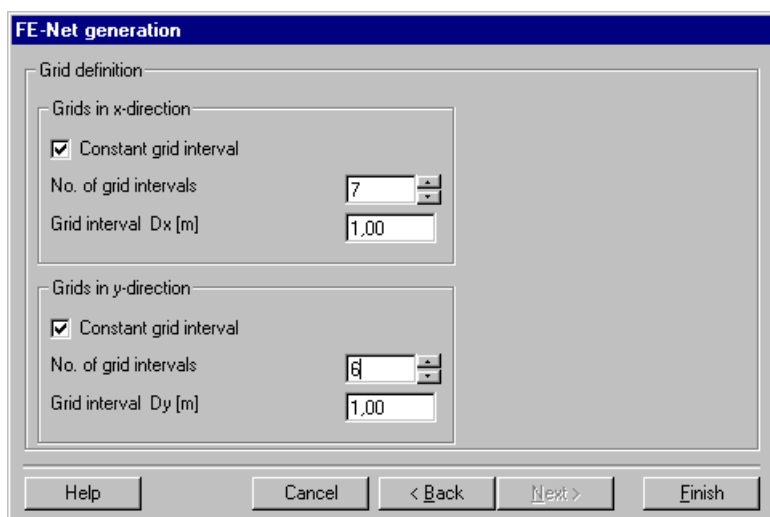 FE-Net generation
Grid definition
Grids in x-direction
Constant grid interval
No. of grid intervals 7
Grid interval Dx [m] 1,00
Grids in y-direction
Constant grid interval
No. of grid intervals 6
Grid interval Dy [m] 1,00
Help Cancel < Back Next > Finish